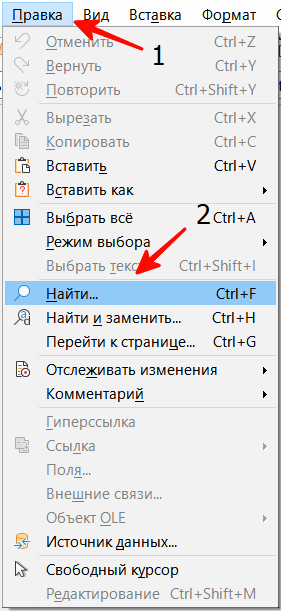 Правка Вид Вставка Формат
1
Отменить Ctrl+Z
Вернуть Ctrl+Y
Повторить Ctrl+Shift+Y
Вырезать Ctrl+X
Копировать Ctrl+C
Вставить Ctrl+V
Вставить как
2
Выбрать всё Ctrl+A
Режим выбора
Выбрать текст Ctrl+Shift+I
Найти... Ctrl+F
Найти и заменить... Ctrl+H
Перейти к странице... Ctrl+G
Отслеживать изменения
Комментарий
Гиперссылка
Ссылка
Поля...
Внешние связи...
Объект OLE
Источник данных...
Свободный курсор
Редактирование Ctrl+Shift+M